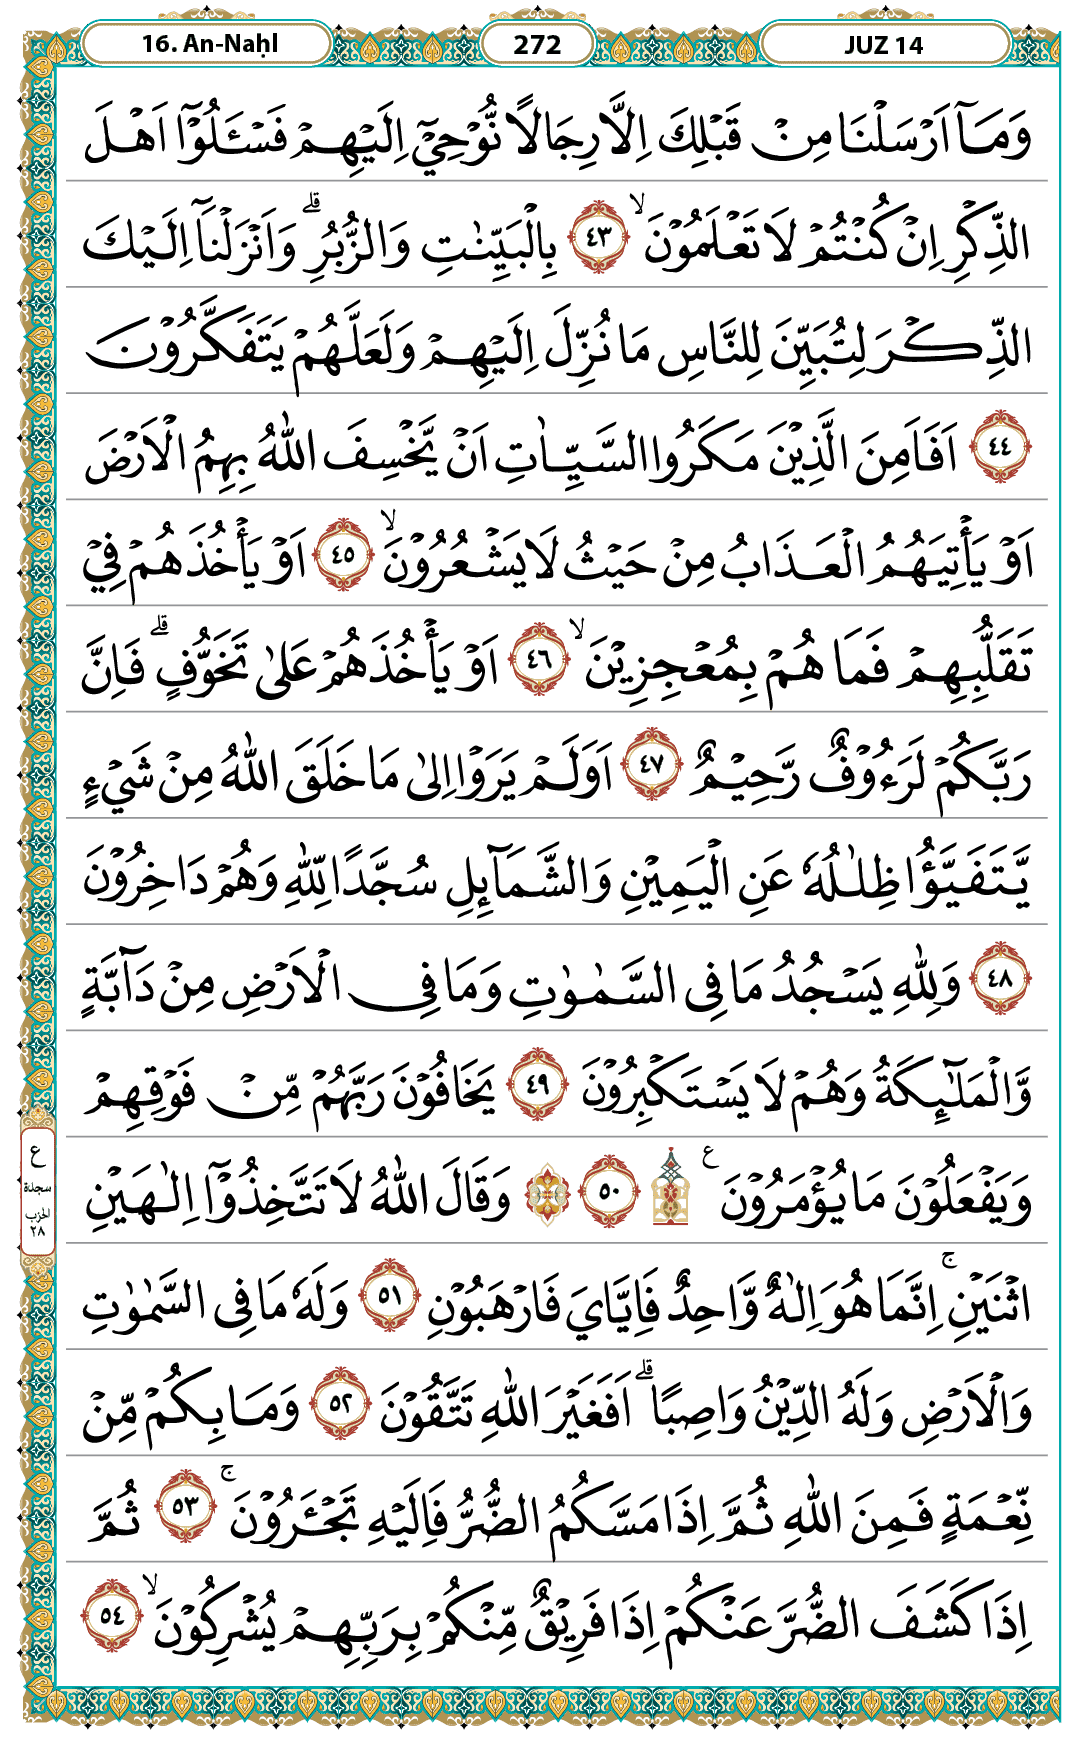 16. An-Naḥl
272
JUZ 14
وَمَآ اَرْسَلْنَا مِنْ قَبْلِكَ اِلَّا رِجَالًا نُّوْحِيْٓ اِلَيْهِمْ فَسْـَٔلُوْٓا اَهْلَ
الذِّكْرِ اِنْ كُنْتُمْ لَا تَعْلَمُوْنَۙ ٤٣ بِالْبَيِّنٰتِ وَالزُّبُرِۗ وَاَنْزَلْنَآ اِلَيْكَ
الذِّكْرَ لِتُبَيِّنَ لِلنَّاسِ مَا نُزِّلَ اِلَيْهِمْ وَلَعَلَّهُمْ يَتَفَكَّرُوْنَ
٤٤ اَفَاَمِنَ الَّذِيْنَ مَكَرُوا السَّيِّاٰتِ اَنْ يَّخْسِفَ اللّٰهُ بِهِمُ الْاَرْضَ
اَوْ يَأْتِيَهُمُ الْعَذَابُ مِنْ حَيْثُ لَا يَشْعُرُوْنَۙ ٤٥ اَوْ يَأْخُذَهُمْ فِيْ
تَقَلُّبِهِمْ فَمَا هُمْ بِمُعْجِزِيْنَۙ ٤٦ اَوْ يَأْخُذَهُمْ عَلٰى تَخَوُّفٍۗ فَاِنَّ
رَبَّكُمْ لَرَءُوْفٌ رَّحِيْمٌ ٤٧ اَوَلَمْ يَرَوْا اِلٰى مَا خَلَقَ اللّٰهُ مِنْ شَيْءٍ
يَّتَفَيَّؤُا ظِلٰلُهٗ عَنِ الْيَمِيْنِ وَالشَّمَاۤىِٕلِ سُجَّدًا لِّلّٰهِ وَهُمْ دَاخِرُوْنَ
٤٨ وَلِلّٰهِ يَسْجُدُ مَا فِى السَّمٰوٰتِ وَمَا فِى الْاَرْضِ مِنْ دَاۤبَّةٍ
وَّالْمَلٰۤىِٕكَةُ وَهُمْ لَا يَسْتَكْبِرُوْنَ ٤٩ يَخَافُوْنَ رَبَّهُمْ مِّنْ فَوْقِهِمْ
وَيَفْعَلُوْنَ مَا يُؤْمَرُوْنَ ࣖ ۩ ٥٠ ۞ وَقَالَ اللّٰهُ لَا تَتَّخِذُوْٓا اِلٰهَيْنِ
اثْنَيْنِۚ اِنَّمَا هُوَ اِلٰهٌ وَّاحِدٌ فَاِيَّايَ فَارْهَبُوْنِ ٥١ وَلَهٗ مَا فِى السَّمٰوٰتِ
وَالْاَرْضِ وَلَهُ الدِّيْنُ وَاصِبًاۗ اَفَغَيْرَ اللّٰهِ تَتَّقُوْنَ ٥٢ وَمَا بِكُمْ مِّنْ
نِّعْمَةٍ فَمِنَ اللّٰهِ ثُمَّ اِذَا مَسَّكُمُ الضُّرُّ فَاِلَيْهِ تَجْـَٔرُوْنَۚ ٥٣ ثُمَّ
اِذَا كَشَفَ الضُّرَّ عَنْكُمْ اِذَا فَرِيْقٌ مِّنْكُمْ بِرَبِّهِمْ يُشْرِكُوْنَۙ ٥٤
ع
سجدة
الحزب
٢٨